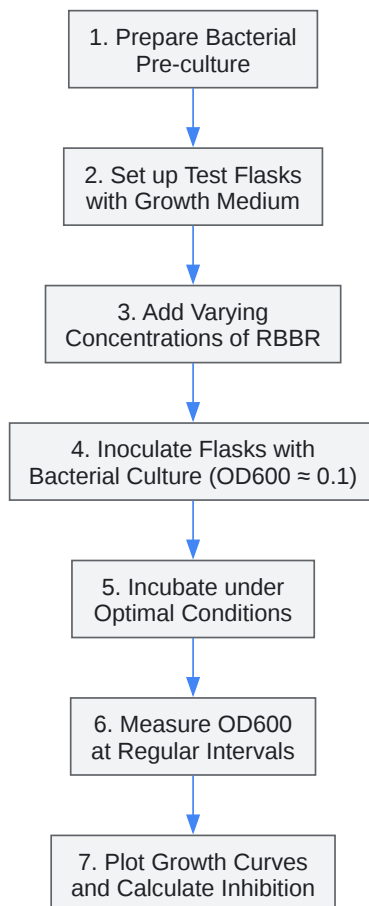 1. Prepare Bacterial
Pre-culture
2. Set up Test Flasks
with Growth Medium
3. Add Varying
Concentrations of RBBR
4. Inoculate Flasks with
Bacterial Culture (OD600 ≈ 0.1)
5. Incubate under
Optimal Conditions
6. Measure OD600
at Regular Intervals
7. Plot Growth Curves
and Calculate Inhibition